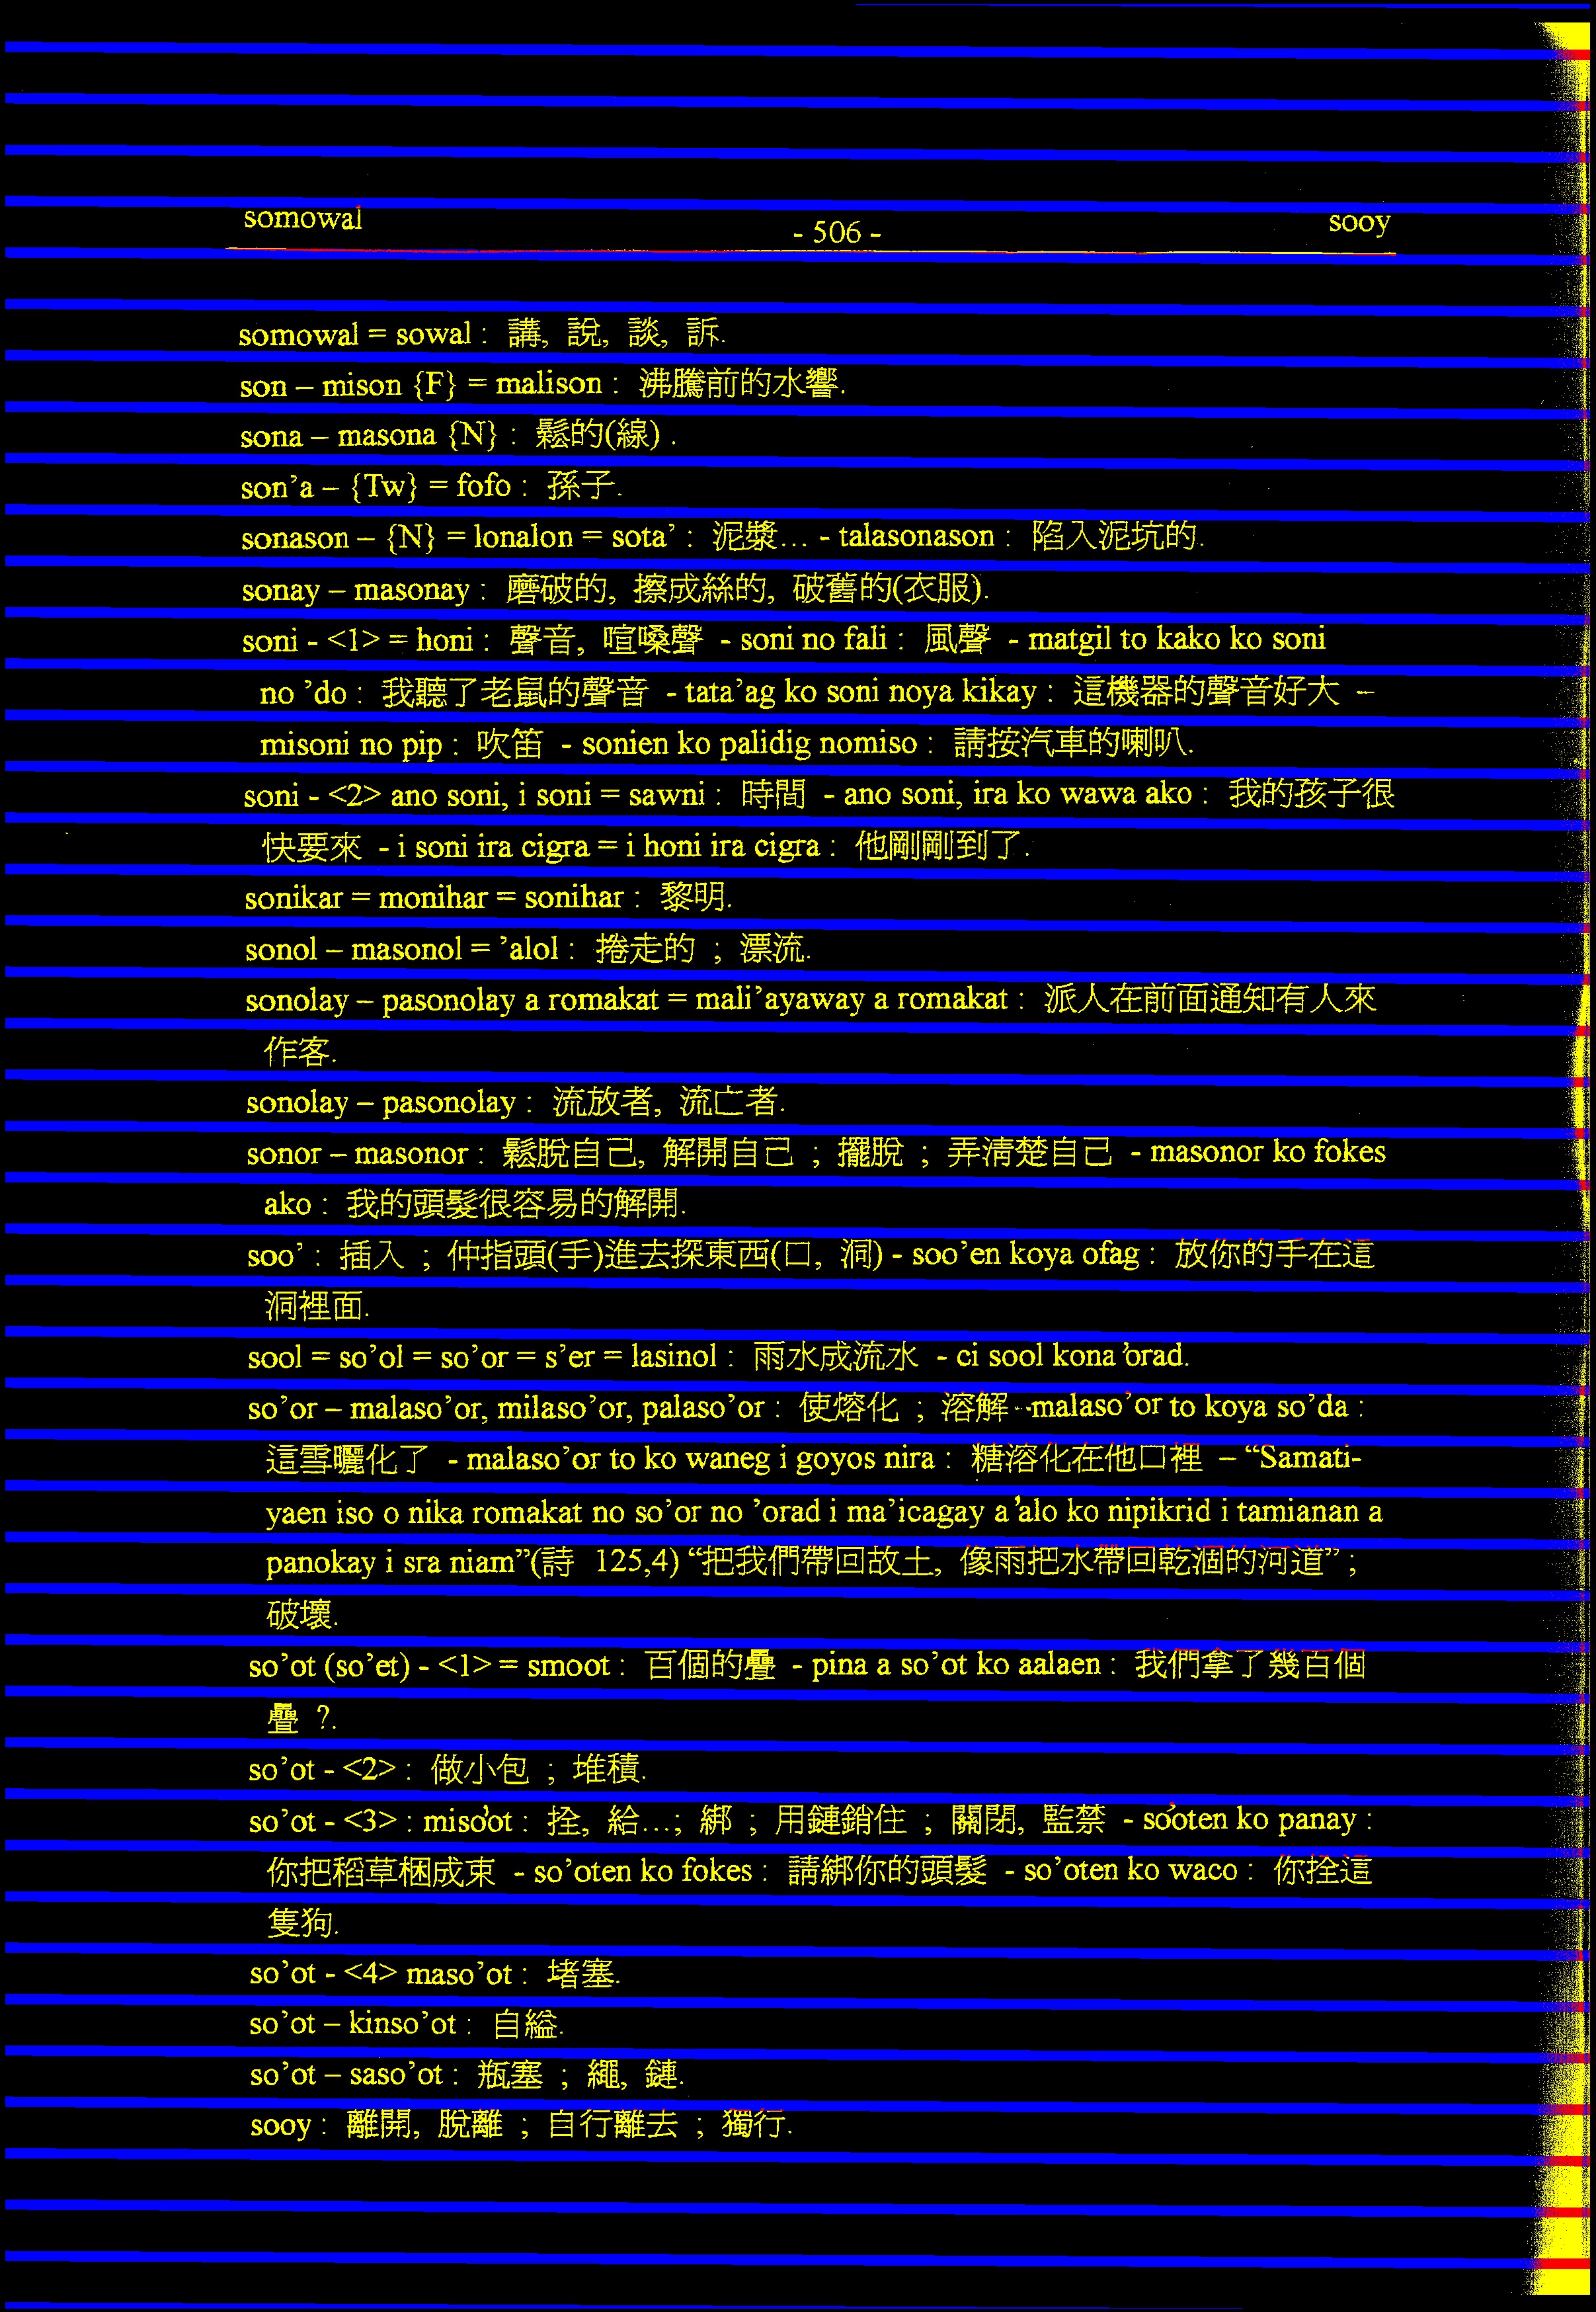 somowal - 506 - sooy
somowal = sowal : 講, 說, 談, 訴.
son – mison {F} = malison : 沸騰前的水響.
sona – masona {N} : 鬆的(線) .
son’a – {Tw} = fofo : 孫子.
sonason – {N} = lonalon = sota’ : 泥漿... - talasonason : 陷入泥坑的.
sonay – masonay : 磨破的, 擦成絲的, 破舊的(衣服).
soni - <1> = honi : 聲音, 喧嗓聲 - soni no fali : 風聲 - matgil to kako ko soni
no ’do : 我聽了老鼠的聲音 - tata’ag ko soni noya kikay : 這機器的聲音好大 –
misoni no pip : 吹笛 - sonien ko palidig nomiso : 請按汽車的喇叭.
soni - <2> ano soni, i soni = sawni : 時間 - ano soni, ira ko wawa ako : 我的孩子很
快要來 - i soni ira cigra = i honi ira cigra : 他剛剛到了.
sonikar = monihar = sonihar : 黎明.
sonol – masonol = ’alol : 捲走的 ; 漂流.
sonolay – pasonolay a romakat = mali’ayaway a romakat : 派人在前面通知有人來
作客.
sonolay – pasonolay : 流放者, 流亡者.
sonor – masonor : 鬆脫自己, 解開自己 ; 擺脫 ; 弄清楚自己 - masonor ko fokes
ako : 我的頭髮很容易的解開.
soo’ : 插入 ; 仲指頭(手)進去探東西(口, 洞) - soo’en koya ofag : 放你的手在這
洞裡面.
sool = so’ol = so’or = s’er = lasinol : 雨水成流水 - ci sool kona ’orad.
so’or – malaso’or, milaso’or, palaso’or : 使熔化 ; 溶解 - malaso’or to koya so’da :
這雪曬化了 - malaso’or to ko waneg i goyos nira : 糖溶化在他口裡 – “Samati-
yaen iso o nika romakat no so’or no ’orad i ma’icagay a ’alo ko nipikrid i tamianan a
panokay i sra niam”(詩 125,4) “把我們帶回故土, 像雨把水帶回乾涸的河道” ;
破壞.
so’ot (so’et) - <1> = smoot : 百個的疊 - pina a so’ot ko aalaen : 我們拿了幾百個
疊 ?.
so’ot - <2> : 做小包 ; 堆積.
so’ot - <3> : miso’ot : 拴, 給...; 綁 ; 用鏈銷住 ; 關閉, 監禁 - so’oten ko panay :
你把稻草梱成束 - so’oten ko fokes : 請綁你的頭髮 - so’oten ko waco : 你拴這
隻狗.
so’ot - <4> maso’ot : 堵塞.
so’ot – kinso’ot : 自縊.
so’ot – saso’ot : 瓶塞 ; 繩, 鏈.
sooy : 離開, 脫離 ; 自行離去 ; 獨行.